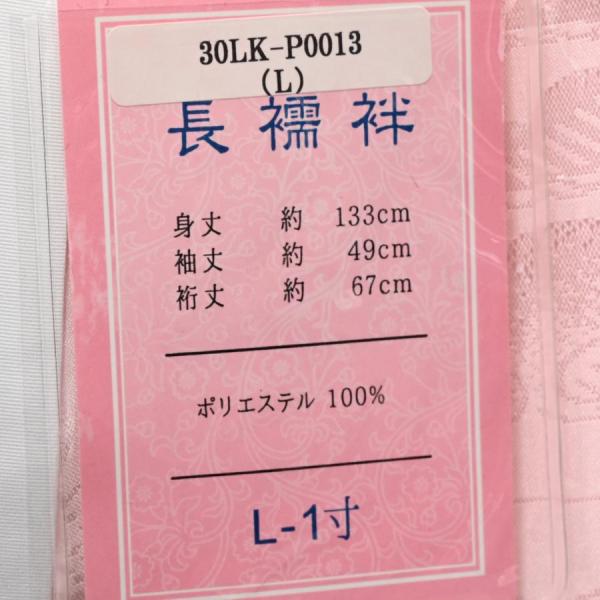 30LK-P0013
(L)
長襦袢
身丈 約 133cm
袖丈 約 49cm
裄丈 約 67cm
ポリエステル 100%
L-1寸